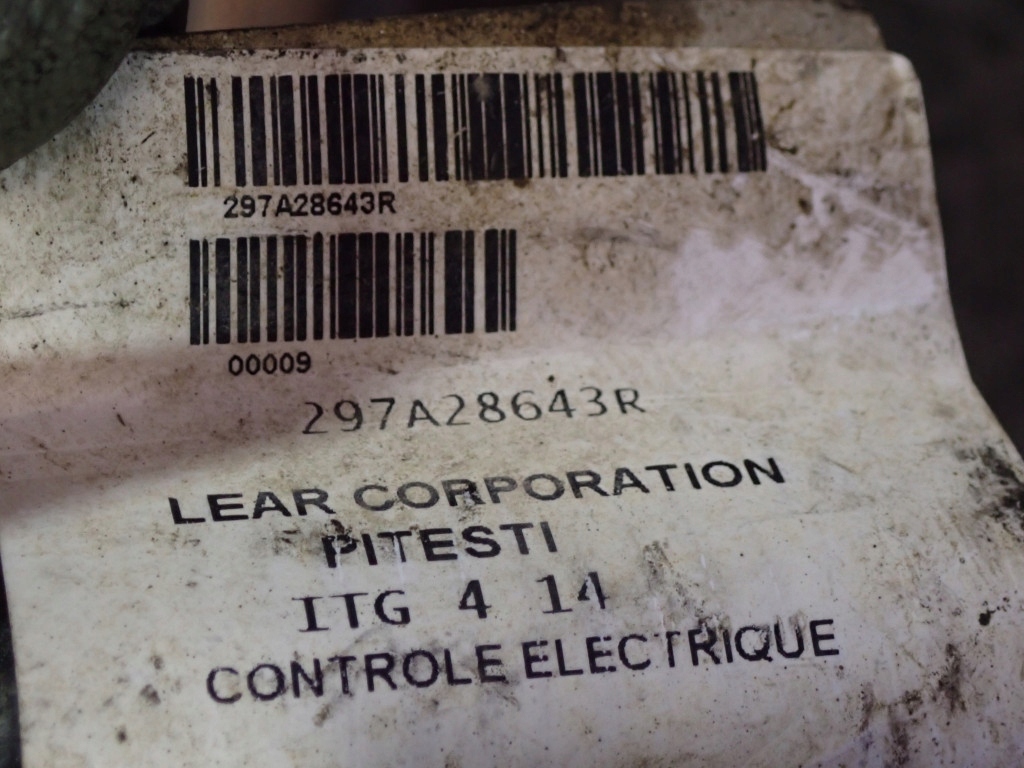 297A28643R
00009
297A28643R
LEAR CORPORATION
PITESTI
ITG 4 14
CONTROLE ELECTRIQUE